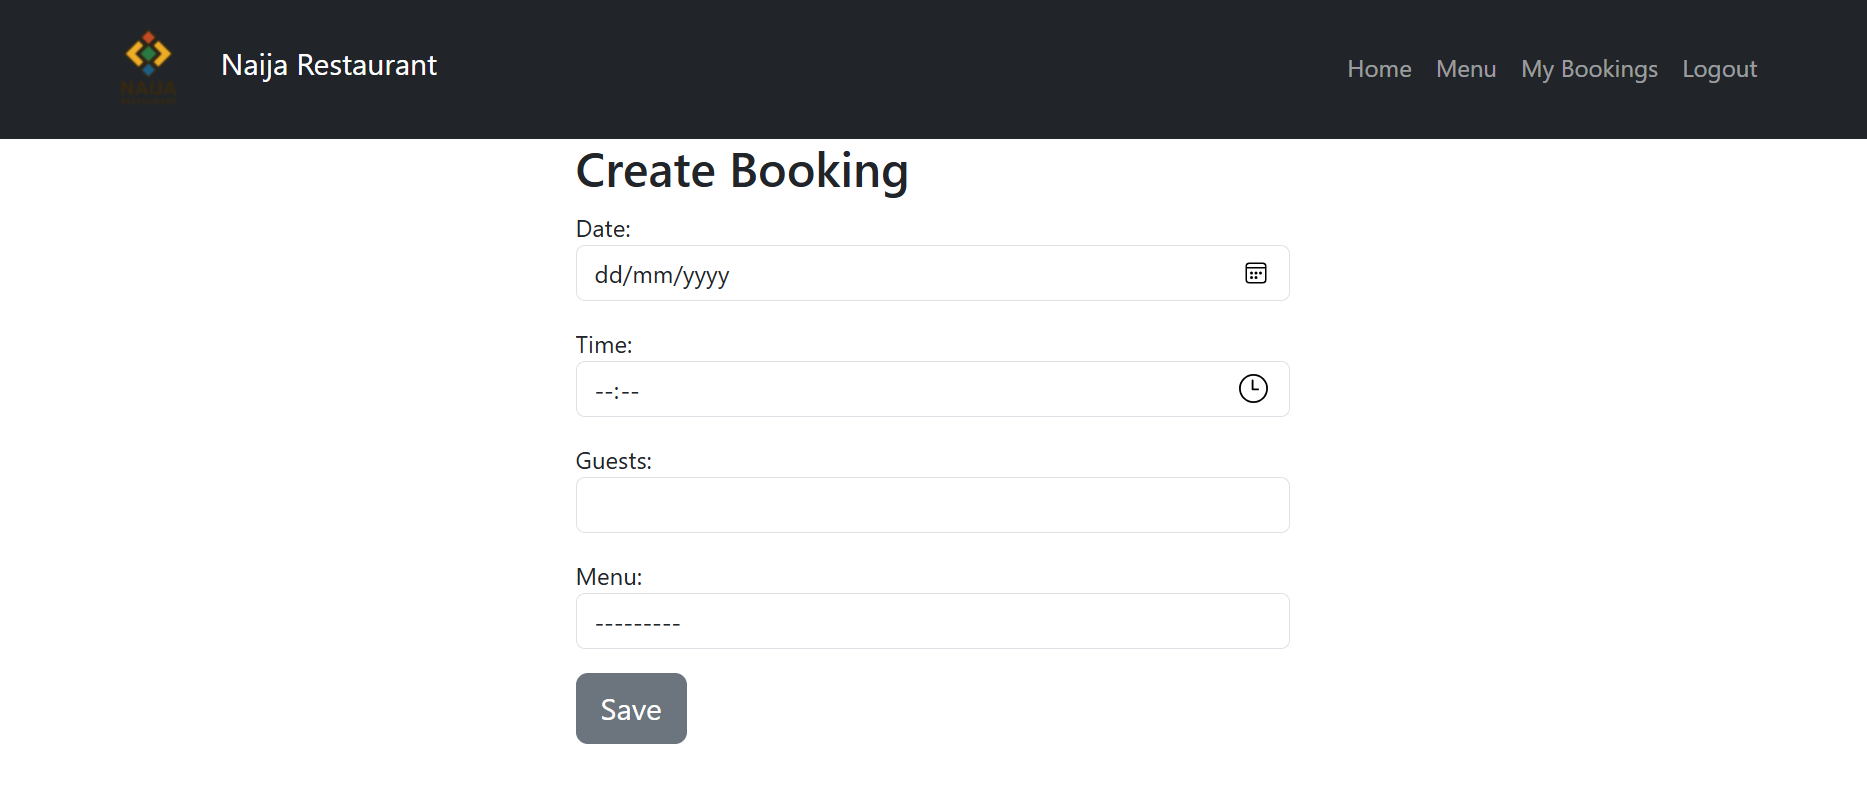 NAIJA
Naija Restaurant
Home Menu My Bookings Logout
Create Booking
Date:
dd/mm/yyyy
Time:
--:--
Guests:
Menu:
---------
Save